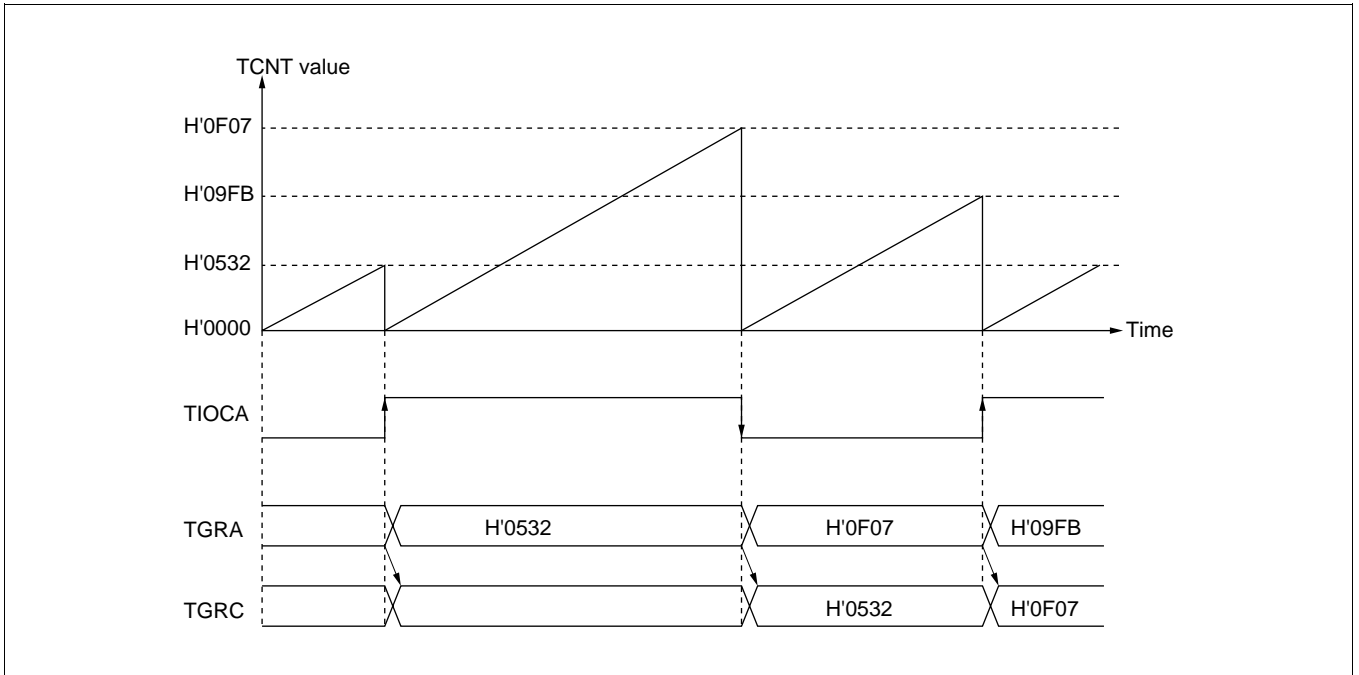 TCNT value
H'0F07
H'09FB
H'0532
H'0000
Time
TIOCA
TGRA
H'0532
H'0F07
H'09FB
TGRC
H'0532
H'0F07